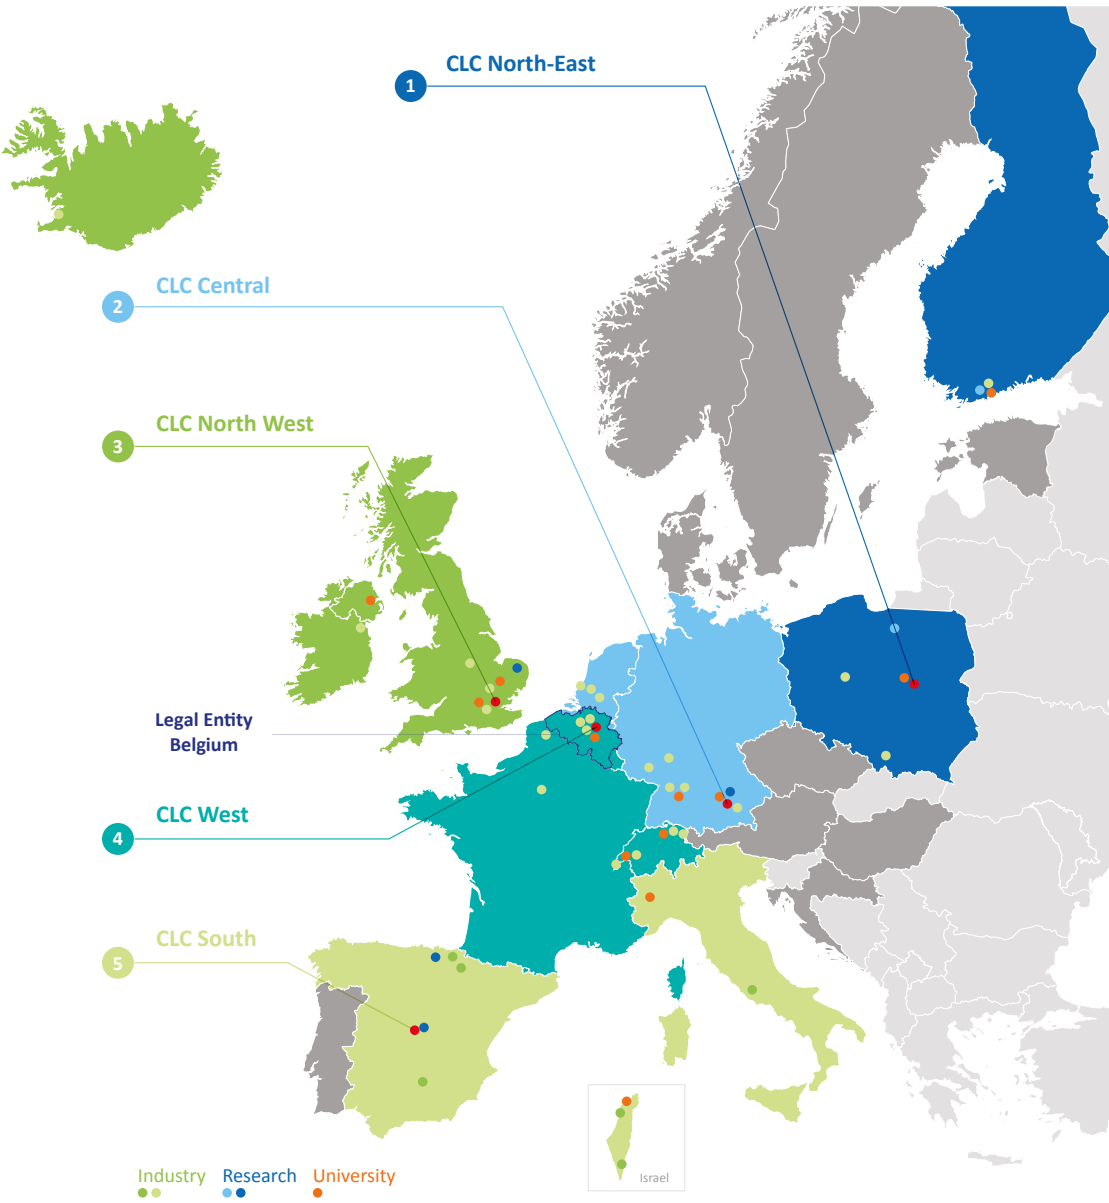 CLC North-East
1
CLC Central
2
CLC North West
3
Legal Entity
Belgium
CLC West
4
CLC South
5
Israel
Industry Research University